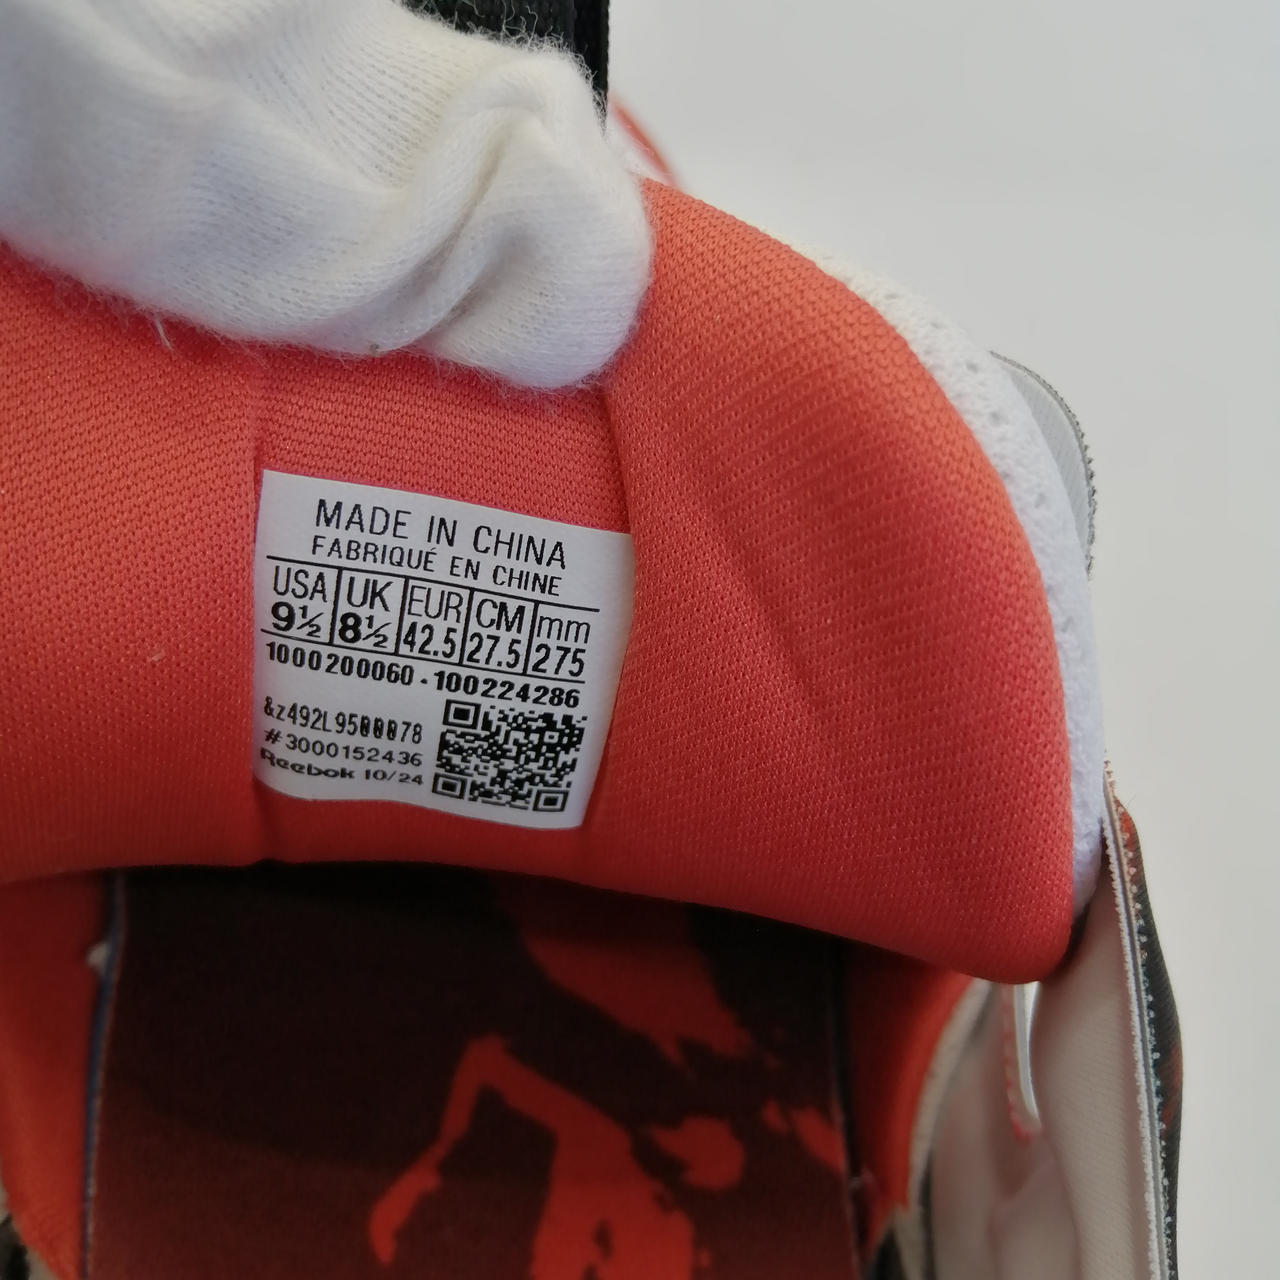 MADE IN CHINA
FABRIQUÉ EN CHINE
USA UK EUR CM mm
9½ 8½ 42.5 27.5 275
1000200060 - 100224286
&z492L9500078
#3000152436
Reebok 10/24